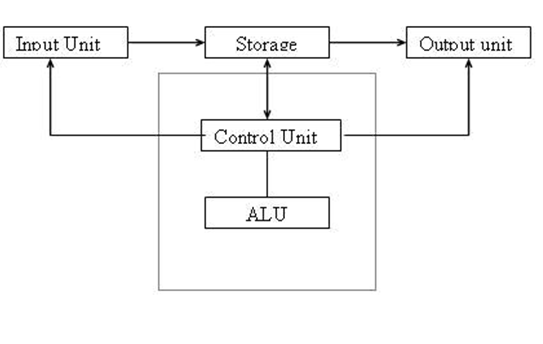 Input Unit
Storage
Output unit
Control Unit
ALU